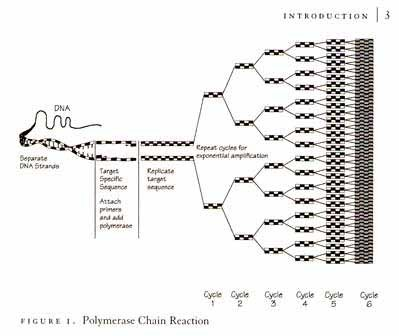 INTRODUCTION | 3
DNA
Separate
DNA Strands
Target
Specific
Sequence
Attach
primers
and add
polymerase
Replicate
target
sequence
Repeat cycles for
exponential amplification
Cycle
1
Cycle
2
Cycle
3
Cycle
4
Cycle
5
Cycle
6
FIGURE 1. Polymerase Chain Reaction